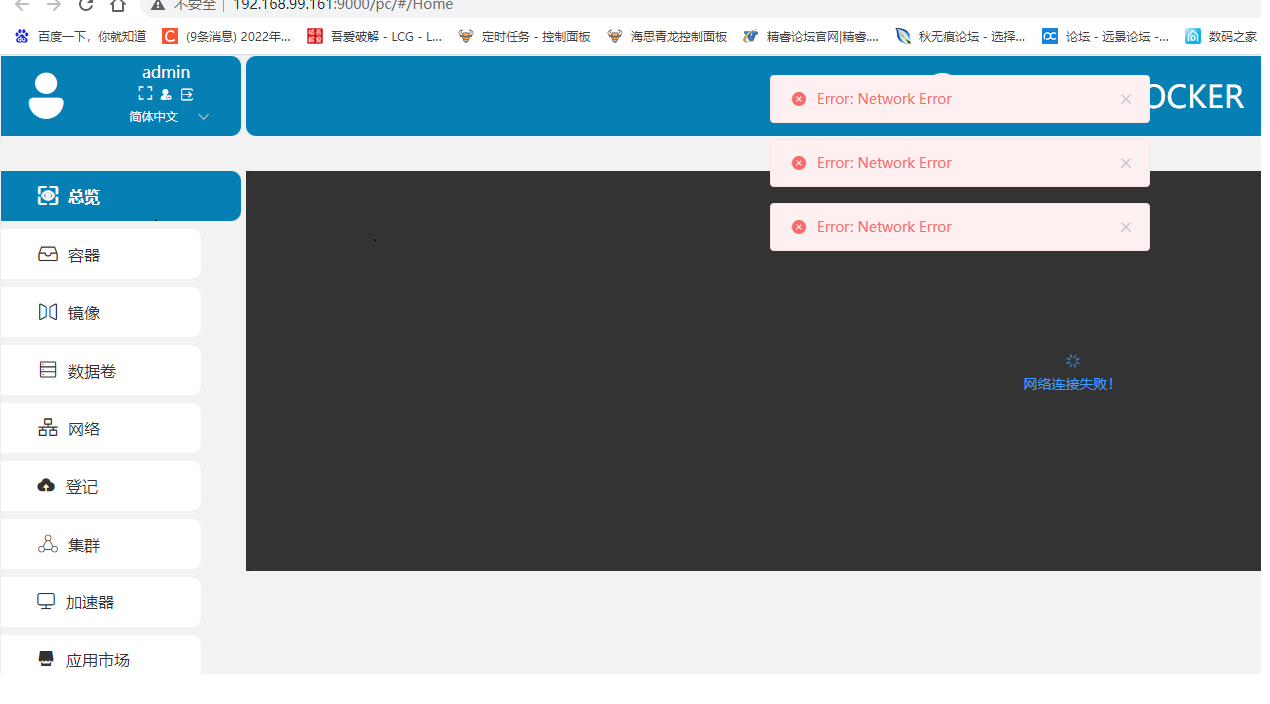 不安全 192.168.99.161:9000/pc/#/Home
百度一下，你就知道 (9条消息) 2022年... 吾爱破解 - LCG - L... 定时任务 - 控制面板 海思青龙控制面板 精睿论坛官网|精睿.... 秋无痕论坛 - 选择... 论坛 - 远景论坛 -... 数码之家
admin
简体中文
OCKER
Error: Network Error
Error: Network Error
Error: Network Error
总览
容器
镜像
数据卷
网络
登记
集群
加速器
应用市场
网络连接失败!